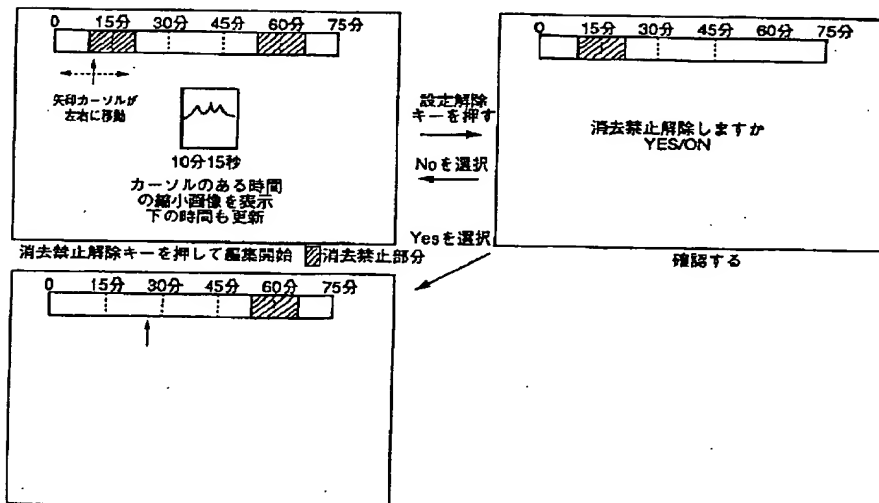 0 15分 30分 45分 60分 75分
矢印カーソルが
左右に移動
10分15秒
カーソルのある時間
の縮小画像を表示
下の時間も更新
消去禁止解除キーを押して編集開始 消去禁止部分
設定解除
キーを押す
Noを選択
Yesを選択
0 15分 30分 45分 60分 75分
消去禁止解除しますか
YES/ON
確認する
0 15分 30分 45分 60分 75分